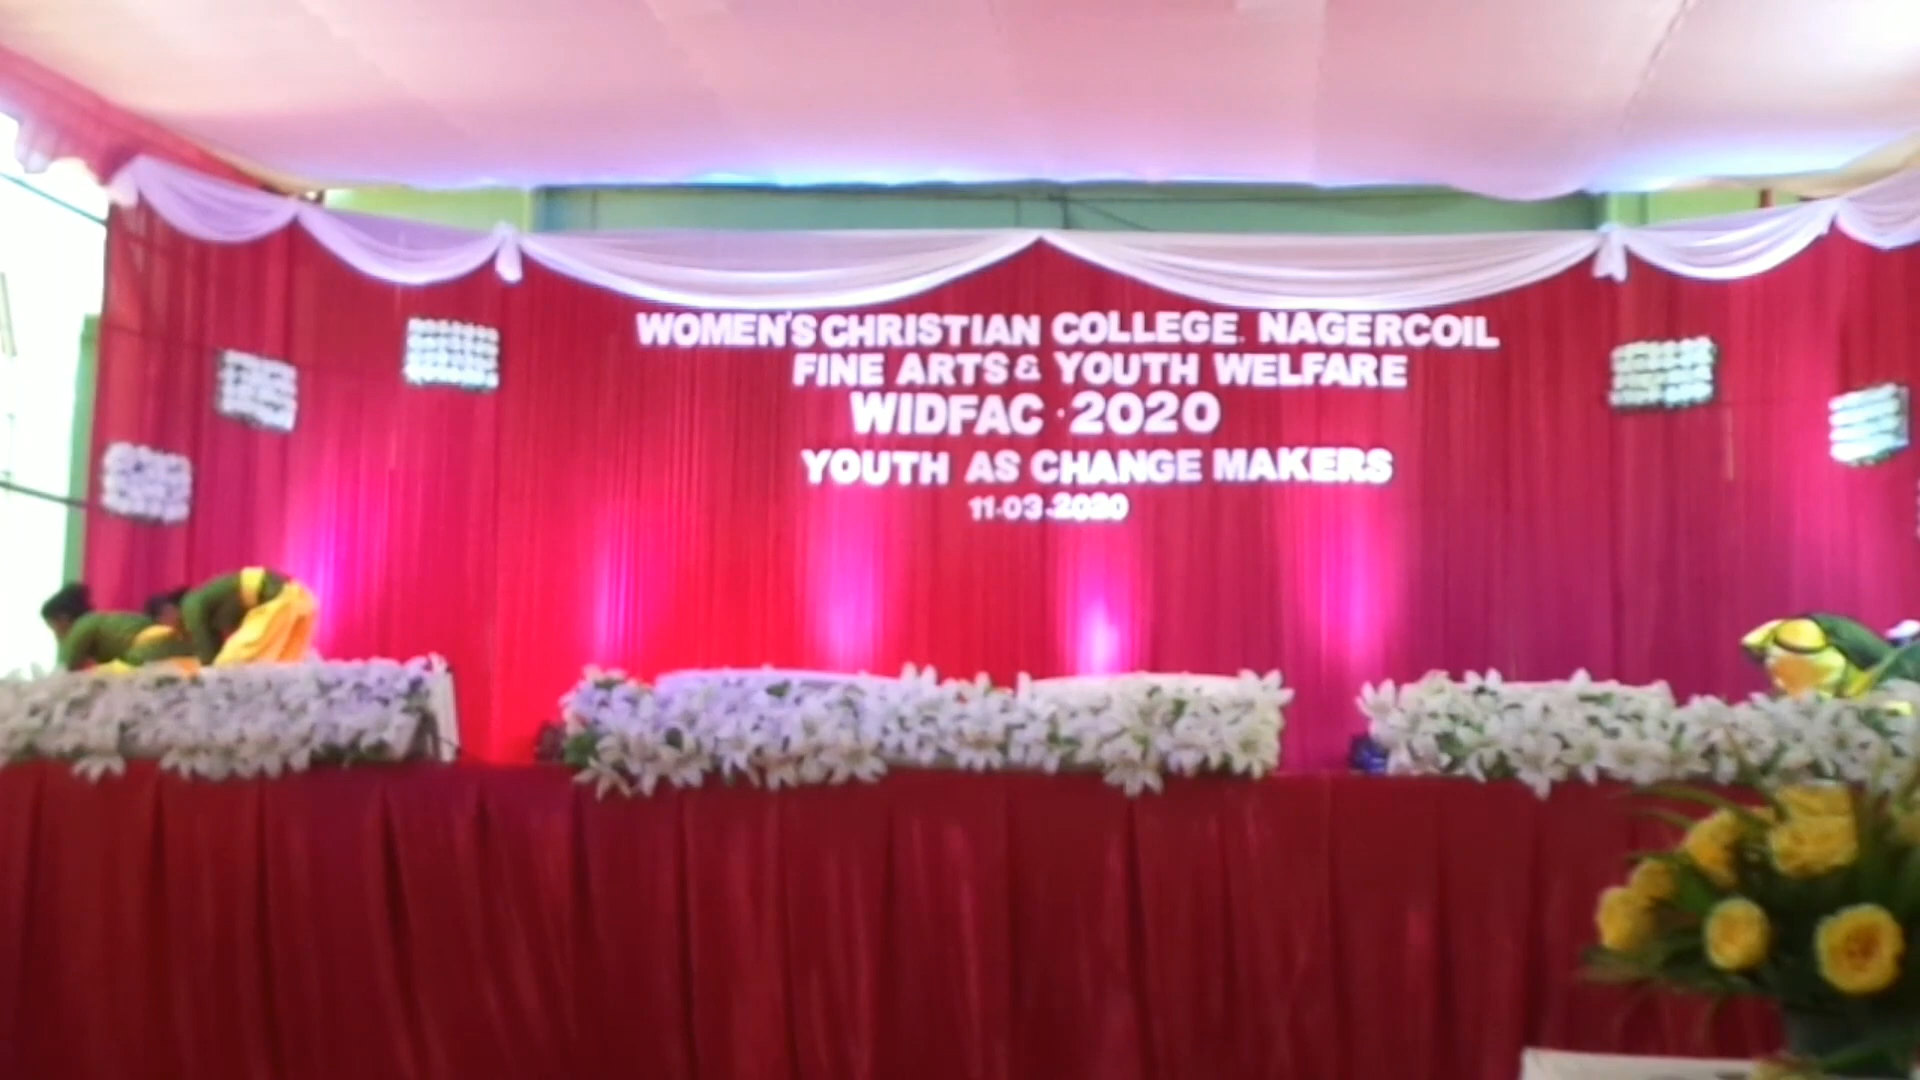 WOMEN'S CHRISTIAN COLLEGE. NAGERCOIL
FINE ARTS & YOUTH WELFARE
WIDFAC · 2020
YOUTH AS CHANGE MAKERS
11.03.2020